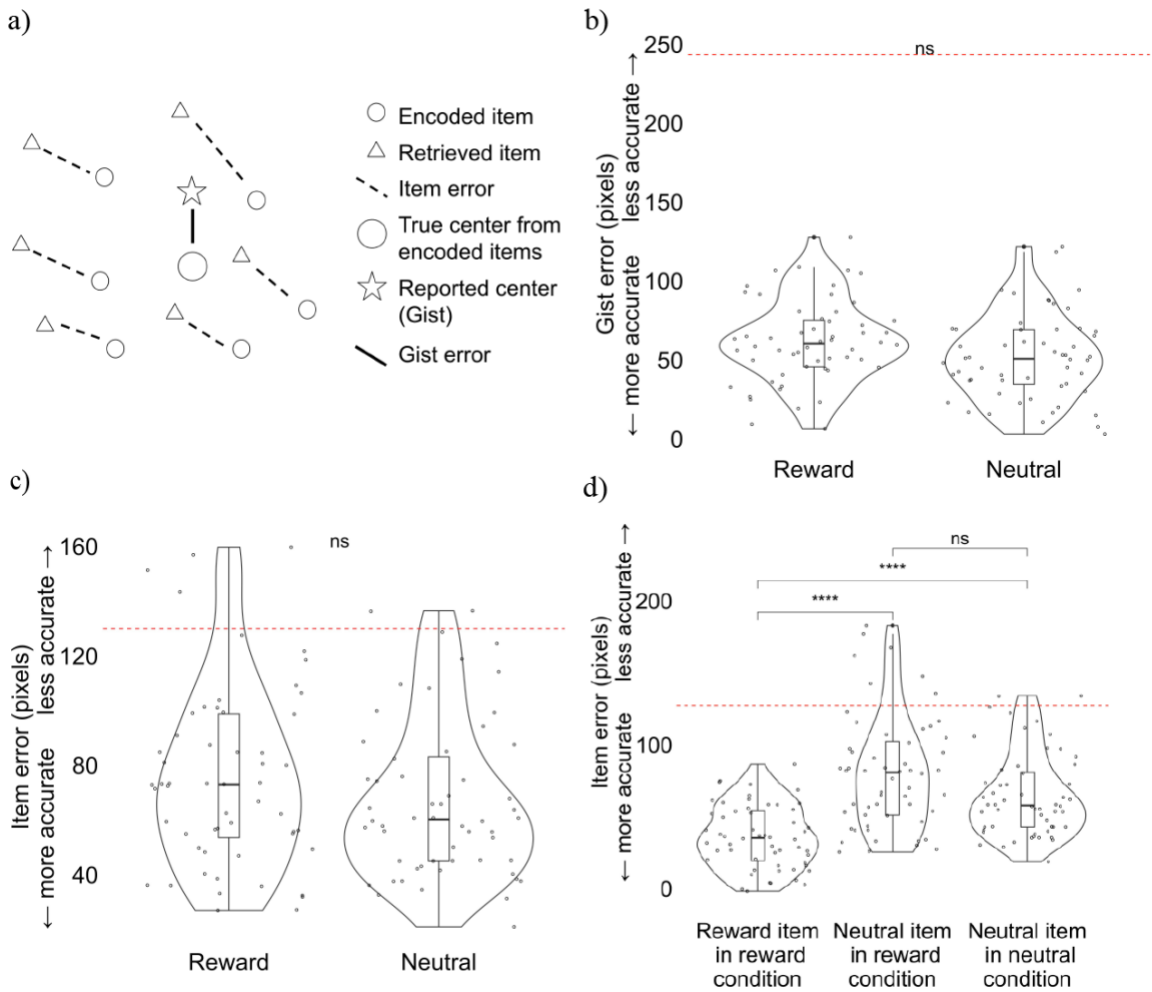 a)
Encoded item
Retrieved item
Item error
True center from
encoded items
Reported center
(Gist)
Gist error
b)
Gist error (pixels)
← more accurate less accurate →
250
200
150
100
50
0
ns
Reward
Neutral
c)
Item error (pixels)
← more accurate less accurate →
160
120
80
40
ns
Reward
Neutral
d)
Item error (pixels)
← more accurate less accurate →
200
100
0
ns
****
****
Reward item
in reward
condition
Neutral item
in reward
condition
Neutral item
in neutral
condition